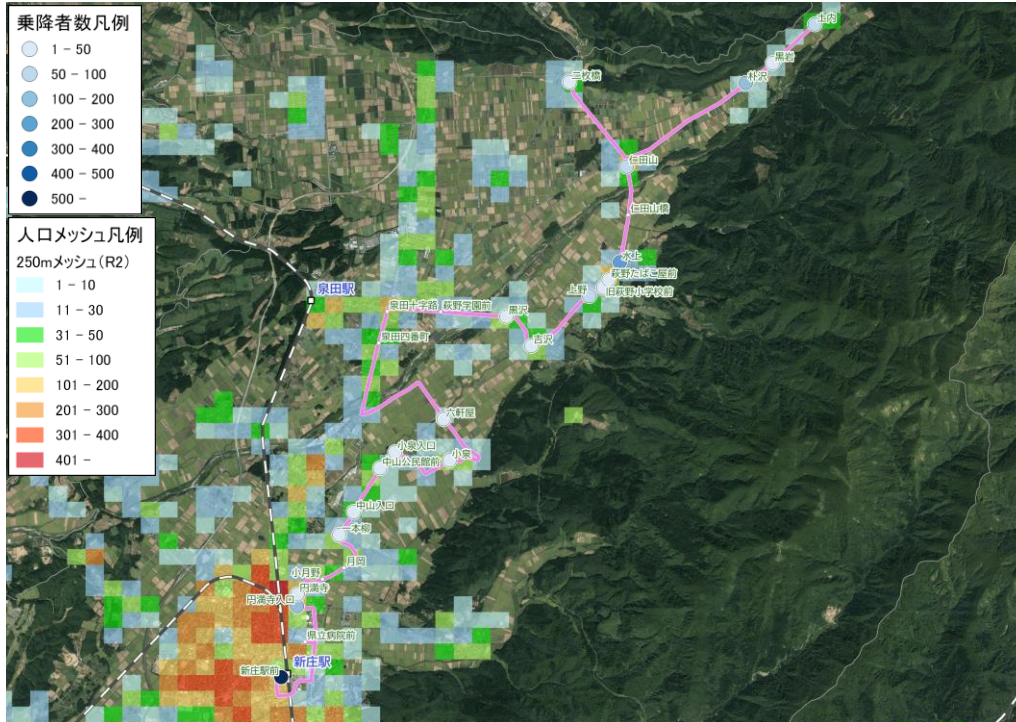 乗降者数凡例
1 - 50
50 - 100
100 - 200
200 - 300
300 - 400
400 - 500
500 -
人口メッシュ凡例
250mメッシュ(R2)
1 - 10
11 - 30
31 - 50
51 - 100
101 - 200
201 - 300
301 - 400
401 -
土内
黒岩
朴沢
二枚橋
仁田山
仁田山橋
水上
萩野たばこ屋前
旧萩野小学校前
上野
泉田駅
泉田十字路
萩野学園前
黒沢
吉沢
泉田四番町
六軒屋
小泉入口
小泉
中山公民館前
中山入口
一本柳
月岡
小月野
円満寺
円満寺入口
県立病院前
新庄駅
新庄駅前